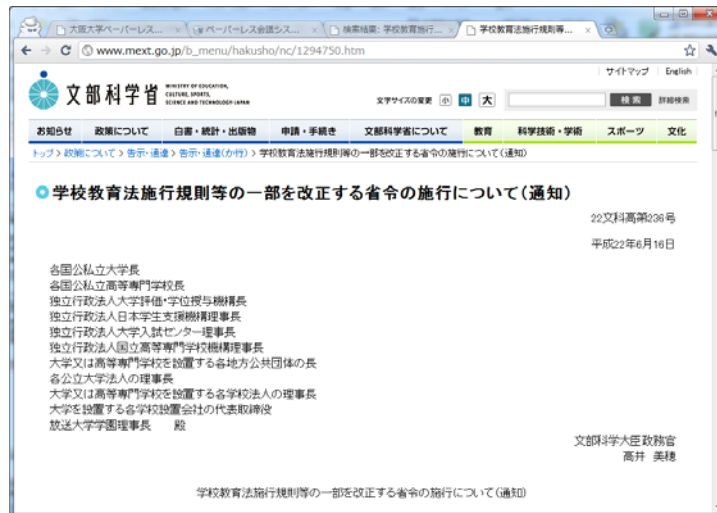 大阪大学ペーパーレス...
ペーパーレス会議シス...
検索結果: 学校教育施行...
学校教育法施行規則等...
www.mext.go.jp/b_menu/hakusho/nc/1294750.htm
サイトマップ English
文部科学省
MINISTRY OF EDUCATION,
CULTURE, SPORTS,
SCIENCE AND TECHNOLOGY-JAPAN
文字サイズの変更 小 中 大 検索 詳細検索
お知らせ 政策について 白書・統計・出版物 申請・手続き 文部科学省について 教育 科学技術・学術 スポーツ 文化
トップ > 政策について > 告示・通達 > 告示・通達(か行) > 学校教育法施行規則等の一部を改正する省令の施行について(通知)
学校教育法施行規則等の一部を改正する省令の施行について(通知)
22文科高第236号
平成22年6月16日
各国公私立大学長
各国公私立高等専門学校長
独立行政法人大学評価・学位授与機構長
独立行政法人日本学生支援機構理事長
独立行政法人大学入試センター理事長
独立行政法人国立高等専門学校機構理事長
大学又は高等専門学校を設置する各地方公共団体の長
各公立大学法人の理事長
大学又は高等専門学校を設置する各学校法人の理事長
大学を設置する各学校設置会社の代表取締役
放送大学学園理事長 殿
文部科学大臣政務官
高井 美穂
学校教育法施行規則等の一部を改正する省令の施行について(通知)